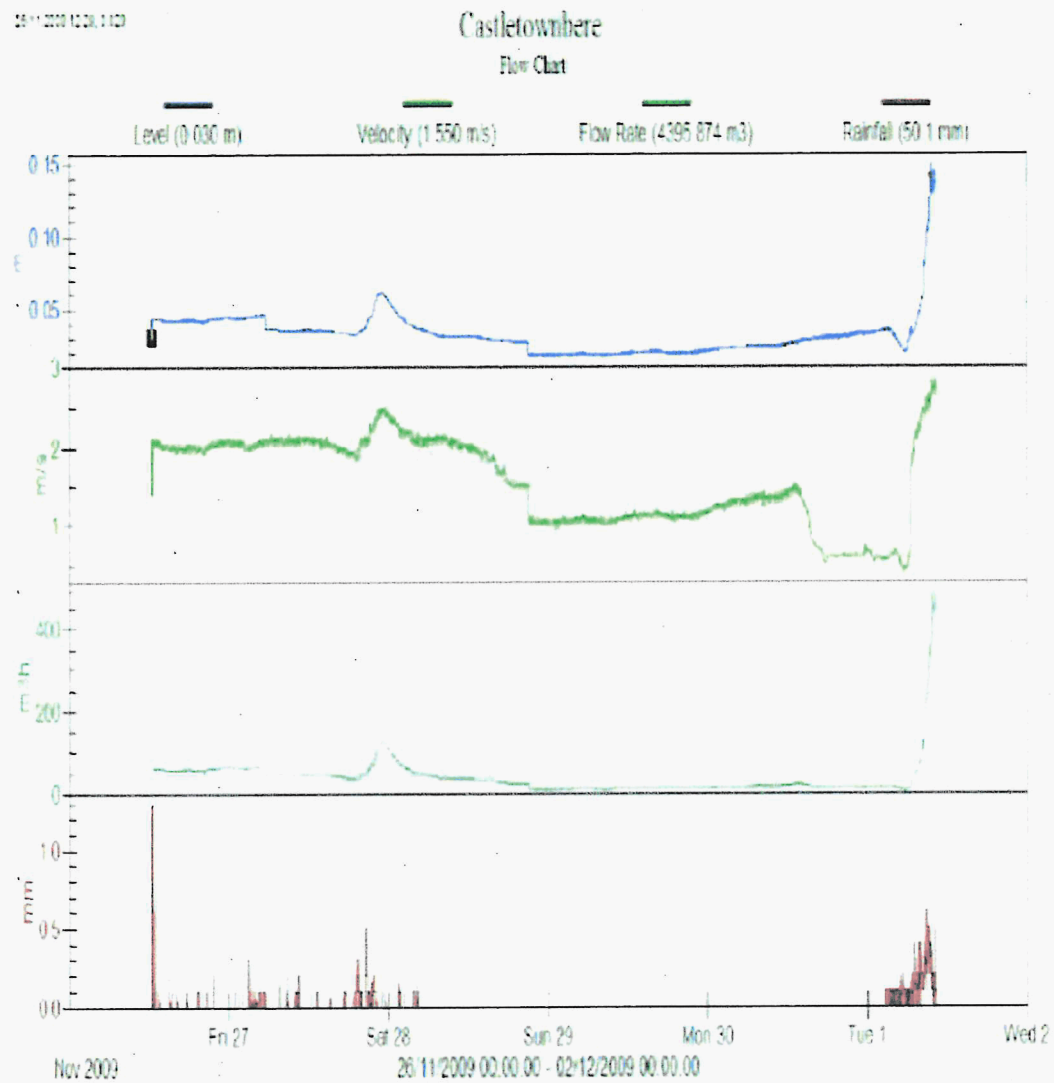 Castletownbere
Flow Chart
Level (0.030 m)
Velocity (1.550 m/s)
Flow Rate (4395.874 m3)
Rainfall (50.1 mm)
0.15
0.10
m
0.05
3
2
m/s
1
400
m³/h
200
0
1.0
mm
0.5
0.0
Fri 27
Sat 28
Sun 29
Mon 30
Tue 1
Wed 2
Nov 2009
26/11/2009 00:00:00 - 02/12/2009 00:00:00